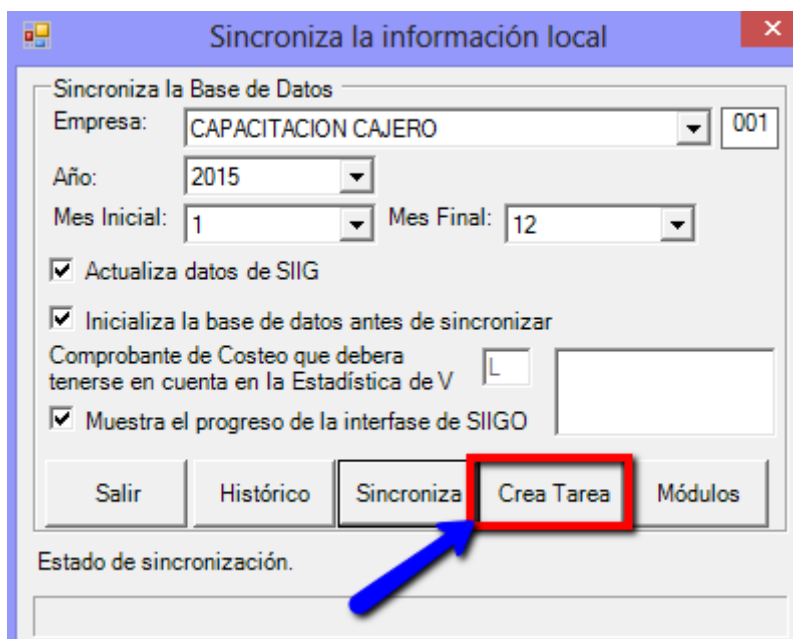 Sincroniza la información local
Sincroniza la Base de Datos
Empresa: CAPACITACION CAJERO 001
Año: 2015
Mes Inicial: 1 Mes Final: 12
Actualiza datos de SIIG
Inicializa la base de datos antes de sincronizar
Comprobante de Costeo que debera
tenerse en cuenta en la Estadística de V L
Muestra el progreso de la interfase de SIIGO
Salir Histórico Sincroniza Crea Tarea Módulos
Estado de sincronización.